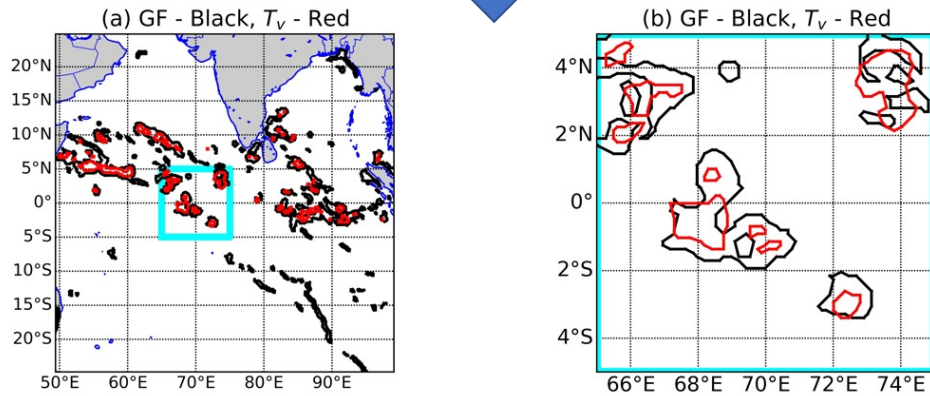 (a) GF - Black, Tᵥ - Red
20°N
15°N
10°N
5°N
0°
5°S
10°S
15°S
20°S
50°E 60°E 70°E 80°E 90°E
(b) GF - Black, Tᵥ - Red
4°N
2°N
0°
2°S
4°S
66°E 68°E 70°E 72°E 74°E